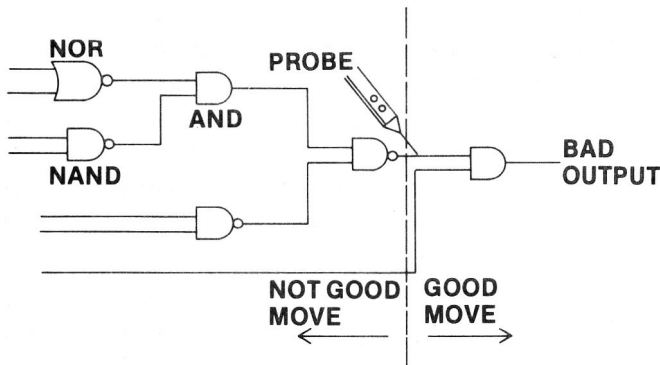 NOR
PROBE
AND
NAND
BAD
OUTPUT
NOT GOOD
MOVE
GOOD
MOVE